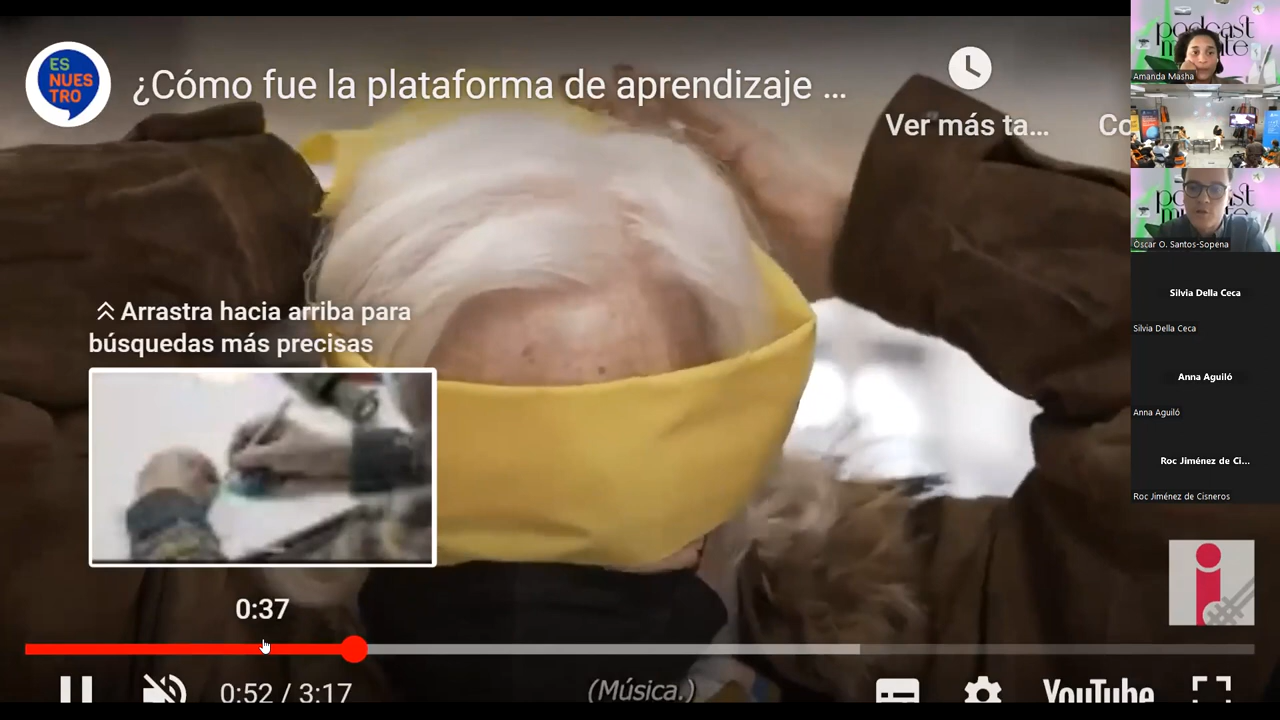 ES
NUES
TRO
¿Cómo fue la plataforma de aprendizaje ...
Ver más ta...
Co
Arrastra hacia arriba para
búsquedas más precisas
0:37
0:52 / 3:17
(Música.)
YouTube
podcast
Amanda Masha
podcast
Óscar O. Santos-Sopena
Silvia Della Ceca
Silvia Della Ceca
Anna Aguiló
Anna Aguiló
Roc Jiménez de Ci...
Roc Jiménez de Cisneros
i